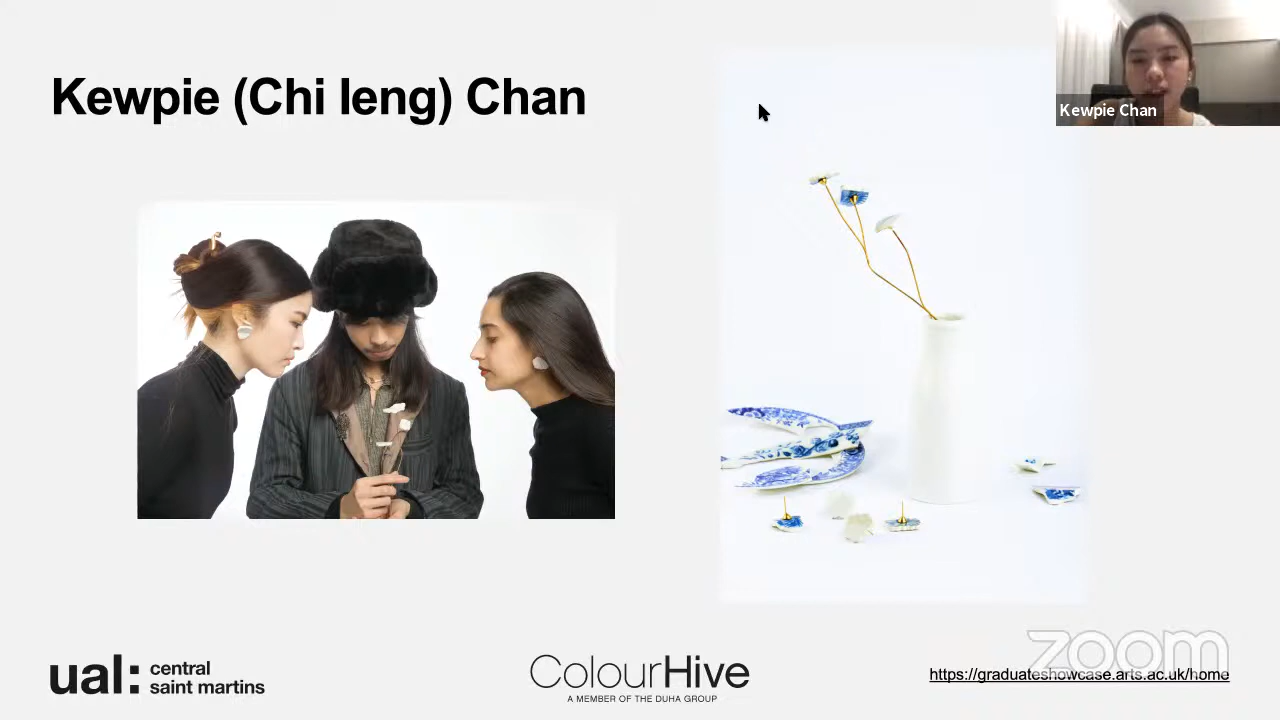 Kewpie (Chi Ieng) Chan
Kewpie Chan
zoom
ual: central
saint martins
ColourHive
A MEMBER OF THE DUHA GROUP
https://graduateshowcase.arts.ac.uk/home